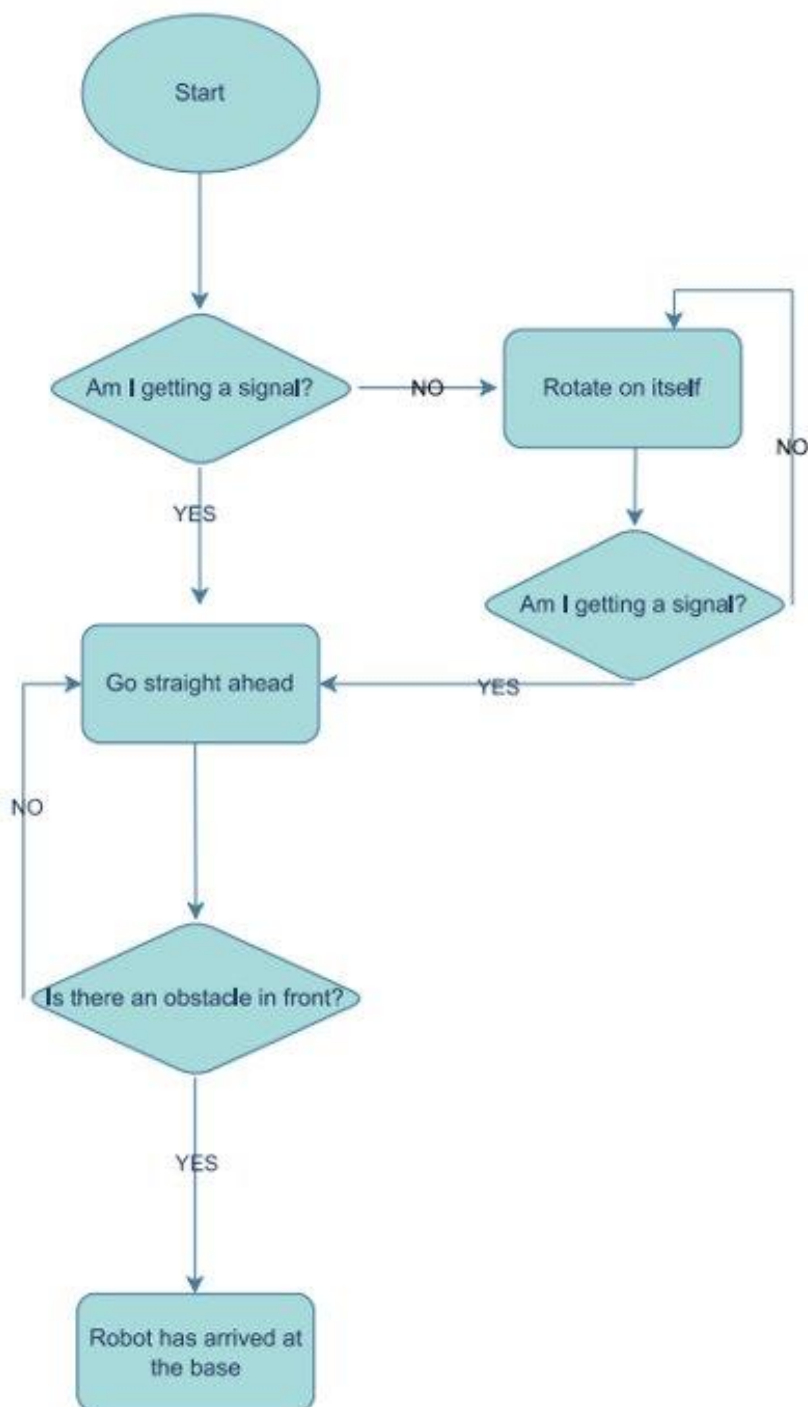 Start
Am I getting a signal?
NO
Rotate on itself
NO
YES
Am I getting a signal?
Go straight ahead
YES
NO
Is there an obstacle in front?
YES
Robot has arrived at
the base